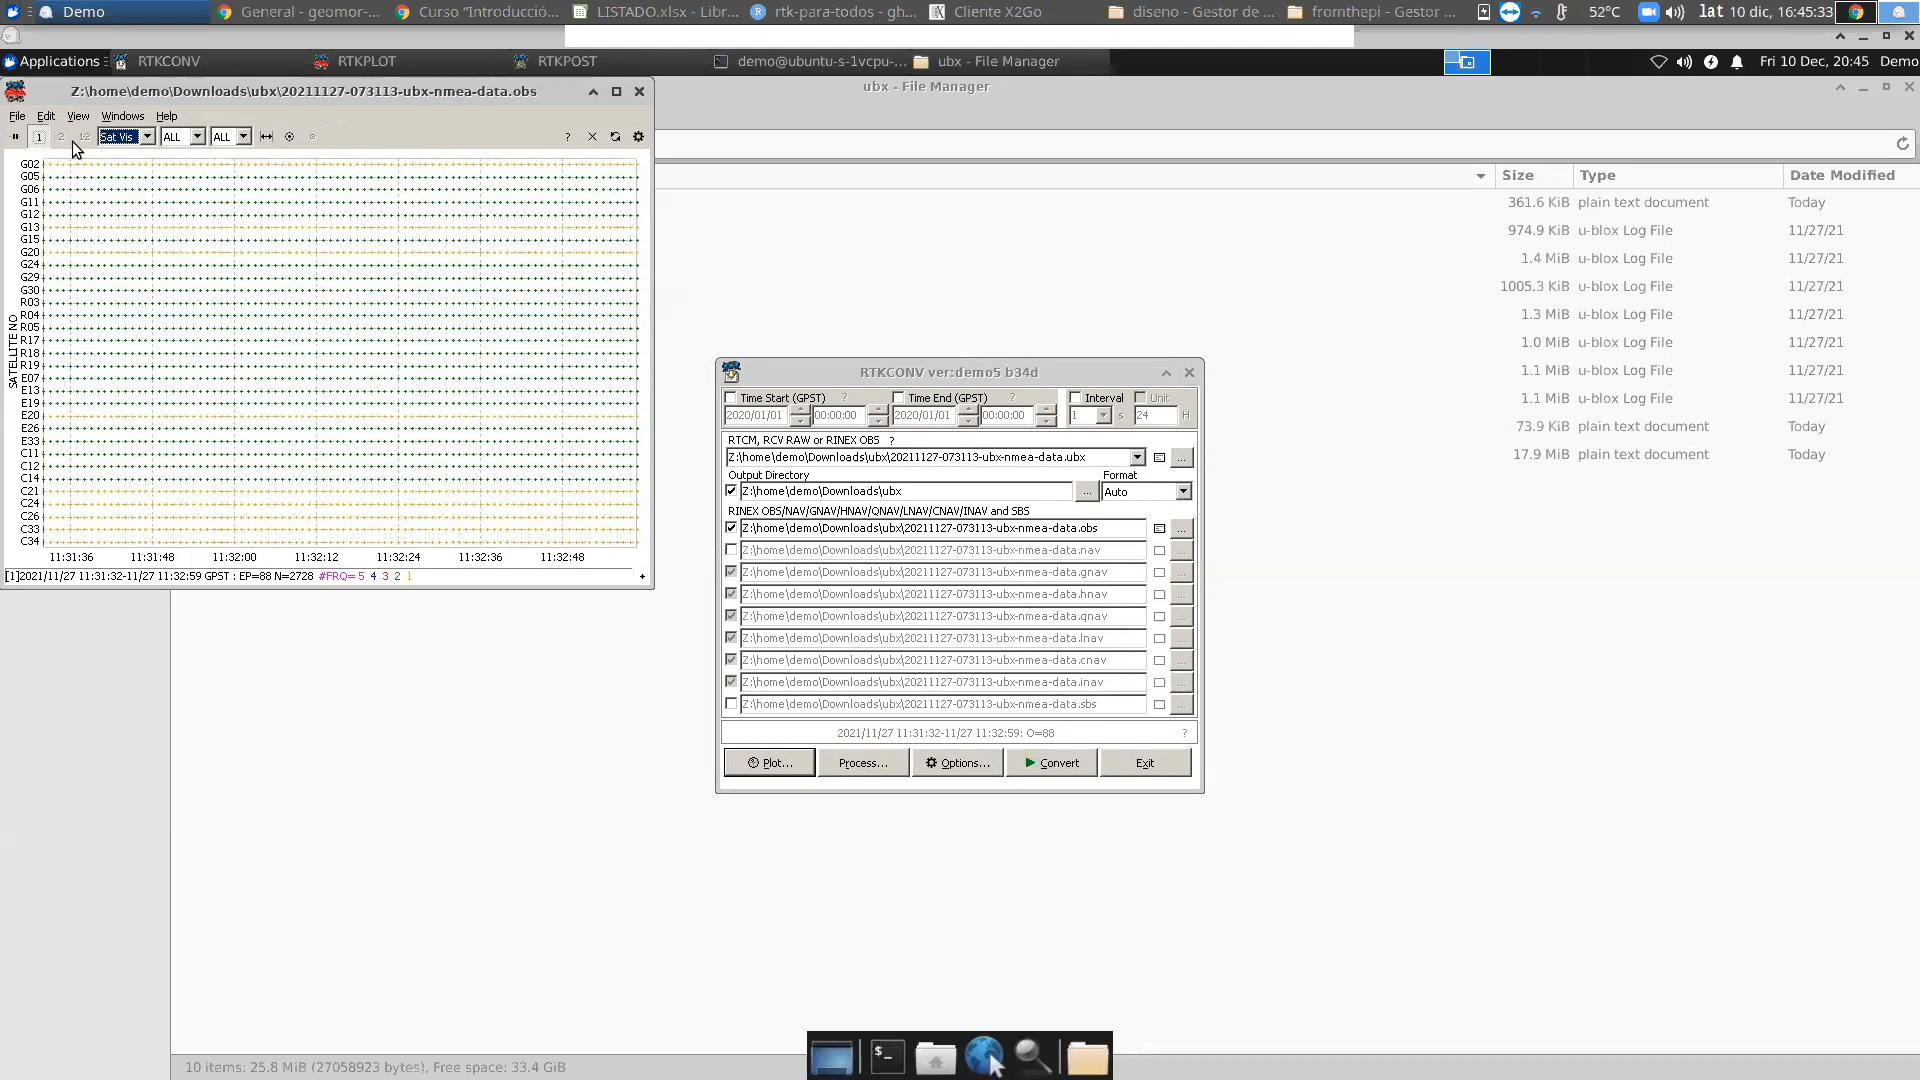 Demo
General - geomor-...
Curso “Introducció...
LISTADO.xlsx - Libr...
rtk-para-todos - gh...
Cliente X2Go
diseno - Gestor de ...
fromthepi - Gestor ...
52°C
lat 10 dic, 16:45:33
Applications
RTKCONV
RTKPLOT
RTKPOST
demo@ubuntu-s-1vcpu-...
ubx - File Manager
Fri 10 Dec, 20:45 Demo
Z:\home\demo\Downloads\ubx\20211127-073113-ubx-nmea-data.obs
ubx - File Manager
File Edit View Windows Help
1 2 12 Sat Vis ALL ALL ?
G02
G05
G06
G11
G12
G13
G15
G20
G24
G29
G30
R03
R04
R05
R17
R18
R19
E07
E13
E19
E20
E26
E33
C11
C12
C14
C21
C24
C26
C33
C34
SATELLITE NO
11:31:36 11:31:48 11:32:00 11:32:12 11:32:24 11:32:36 11:32:48
[1]2021/11/27 11:31:32-11/27 11:32:59 GPST : EP=88 N=2728 #FRQ= 5 4 3 2 1
Size Type Date Modified
361.6 KiB plain text document Today
974.9 KiB u-blox Log File 11/27/21
1.4 MiB u-blox Log File 11/27/21
1005.3 KiB u-blox Log File 11/27/21
1.3 MiB u-blox Log File 11/27/21
1.0 MiB u-blox Log File 11/27/21
1.1 MiB u-blox Log File 11/27/21
1.1 MiB u-blox Log File 11/27/21
73.9 KiB plain text document Today
17.9 MiB plain text document Today
RTKCONV ver:demo5 b34d
Time Start (GPST) ? Time End (GPST) ? Interval Unit
2020/01/01 00:00:00 2020/01/01 00:00:00 1 s 24 H
RTCM, RCV RAW or RINEX OBS ?
Z:\home\demo\Downloads\ubx\20211127-073113-ubx-nmea-data.ubx ...
Output Directory Format
Z:\home\demo\Downloads\ubx ... Auto
RINEX OBS/NAV/GNAV/HNAV/QNAV/LNAV/CNAV/INAV and SBS
Z:\home\demo\Downloads\ubx\20211127-073113-ubx-nmea-data.obs ...
Z:\home\demo\Downloads\ubx\20211127-073113-ubx-nmea-data.nav ...
Z:\home\demo\Downloads\ubx\20211127-073113-ubx-nmea-data.gnav ...
Z:\home\demo\Downloads\ubx\20211127-073113-ubx-nmea-data.hnav ...
Z:\home\demo\Downloads\ubx\20211127-073113-ubx-nmea-data.qnav ...
Z:\home\demo\Downloads\ubx\20211127-073113-ubx-nmea-data.lnav ...
Z:\home\demo\Downloads\ubx\20211127-073113-ubx-nmea-data.cnav ...
Z:\home\demo\Downloads\ubx\20211127-073113-ubx-nmea-data.inav ...
Z:\home\demo\Downloads\ubx\20211127-073113-ubx-nmea-data.sbs ...
2021/11/27 11:31:32-11/27 11:32:59: O=88 ?
Plot... Process... Options... Convert Exit
10 items: 25.8 MiB (27058923 bytes), Free space: 33.4 GiB